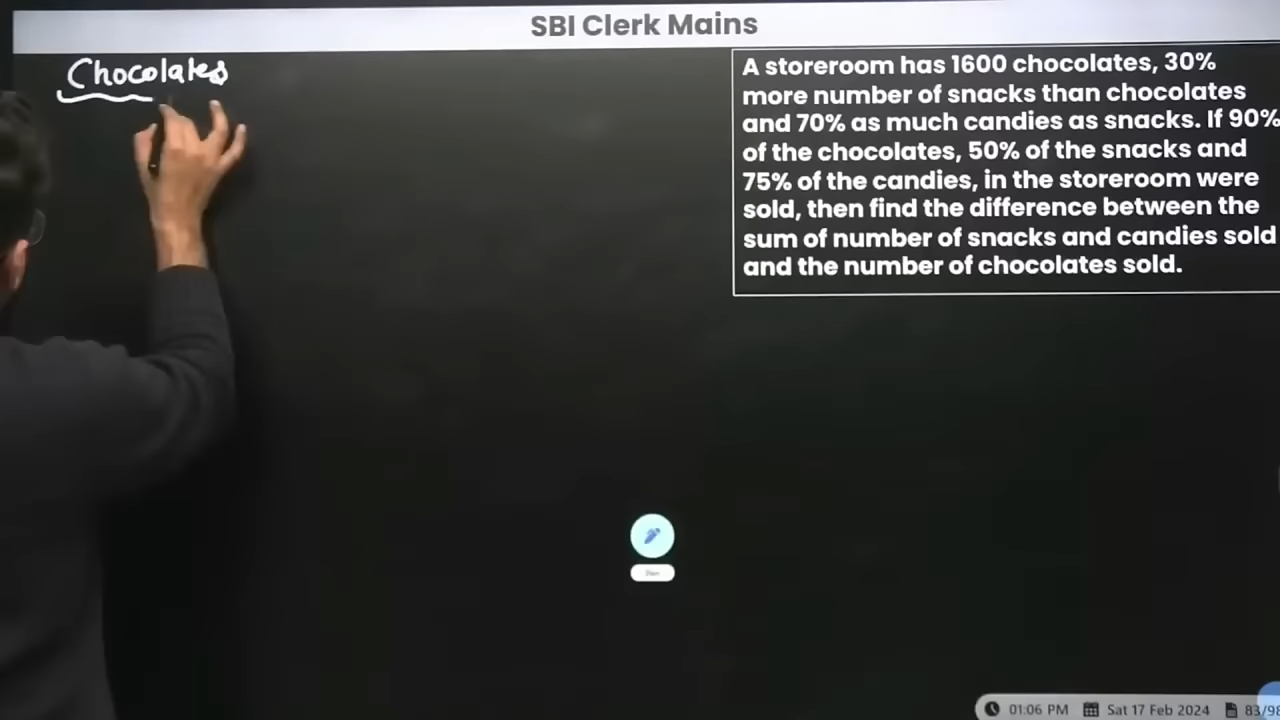 SBI Clerk Mains
Chocolates
A storeroom has 1600 chocolates, 30%
more number of snacks than chocolates
and 70% as much candies as snacks. If 90%
of the chocolates, 50% of the snacks and
75% of the candies, in the storeroom were
sold, then find the difference between the
sum of number of snacks and candies sold
and the number of chocolates sold.
01:06 PM Sat 17 Feb 2024 83/98